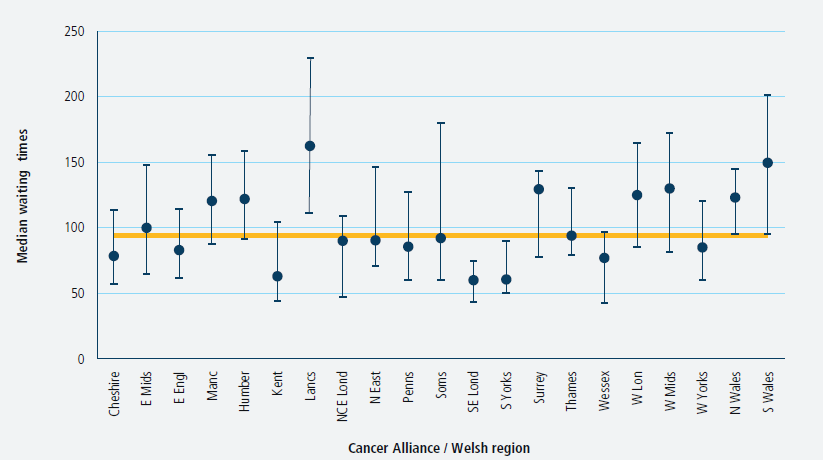 250
200
150
100
50
0
Median waiting times
Cheshire
E Mids
E Engl
Manc
Humber
Kent
Lancs
NCE Lond
N East
Penns
Soms
SE Lond
S Yorks
Surrey
Thames
Wessex
W Lon
W Mids
W Yorks
N Wales
S Wales
Cancer Alliance / Welsh region